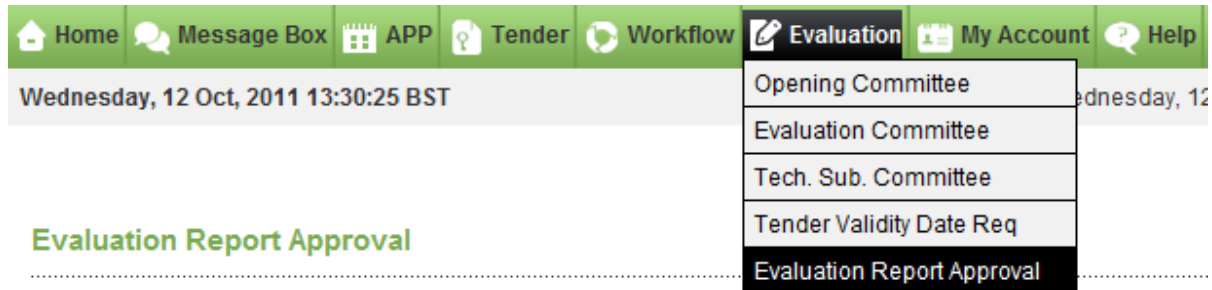 Home Message Box APP Tender Workflow Evaluation My Account Help
Wednesday, 12 Oct, 2011 13:30:25 BST
Opening Committee
Evaluation Committee
Tech. Sub. Committee
Tender Validity Date Req
Evaluation Report Approval
Evaluation Report Approval